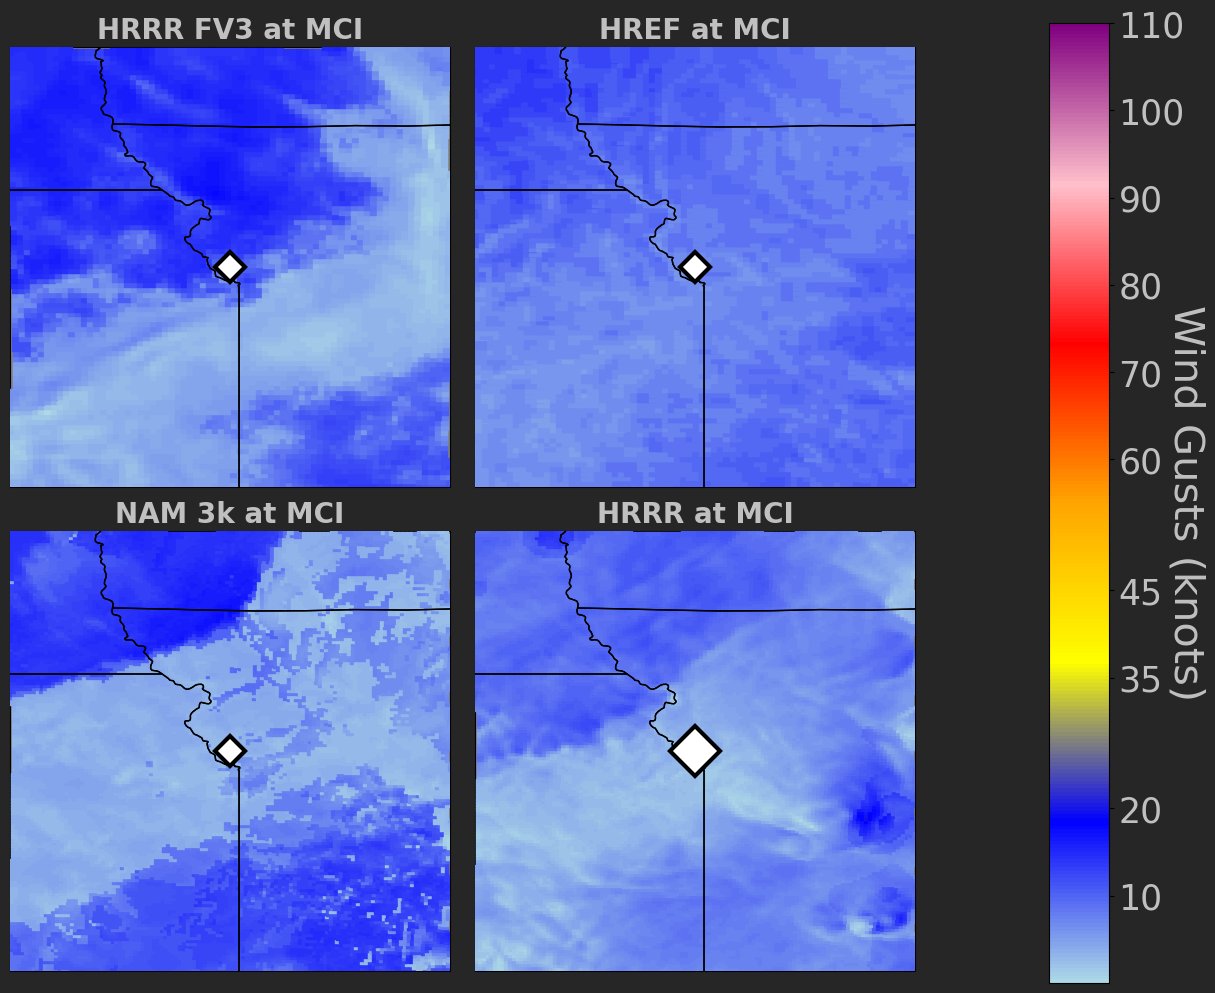 HRRR FV3 at MCI
HREF at MCI
NAM 3k at MCI
HRRR at MCI
110
100
90
80
70
60
45
35
20
10
Wind Gusts (knots)